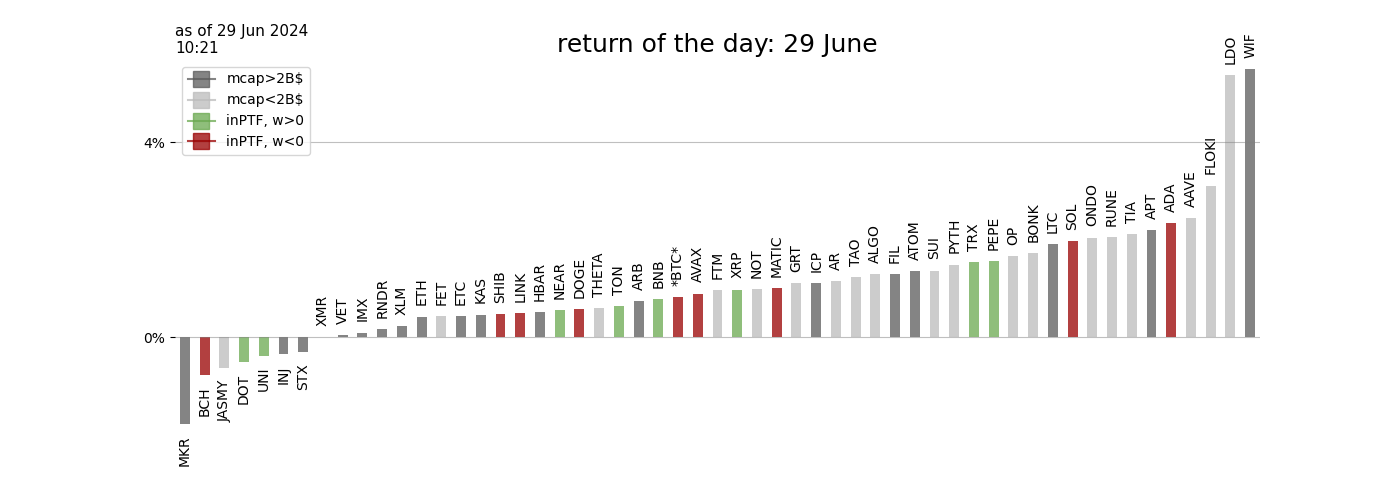 as of 29 Jun 2024
10:21
return of the day: 29 June
mcap>2B$
mcap<2B$
inPTF, w>0
inPTF, w<0
4%
0%
MKR
BCH
JASMY
DOT
UNI
INJ
STX
XMR
VET
IMX
RNDR
XLM
ETH
FET
ETC
KAS
SHIB
LINK
HBAR
NEAR
DOGE
THETA
TON
ARB
BNB
*BTC*
AVAX
FTM
XRP
NOT
MATIC
GRT
ICP
AR
TAO
ALGO
FIL
ATOM
SUI
PYTH
TRX
PEPE
OP
BONK
LTC
SOL
ONDO
RUNE
TIA
APT
ADA
AAVE
FLOKI
LDO
WIF